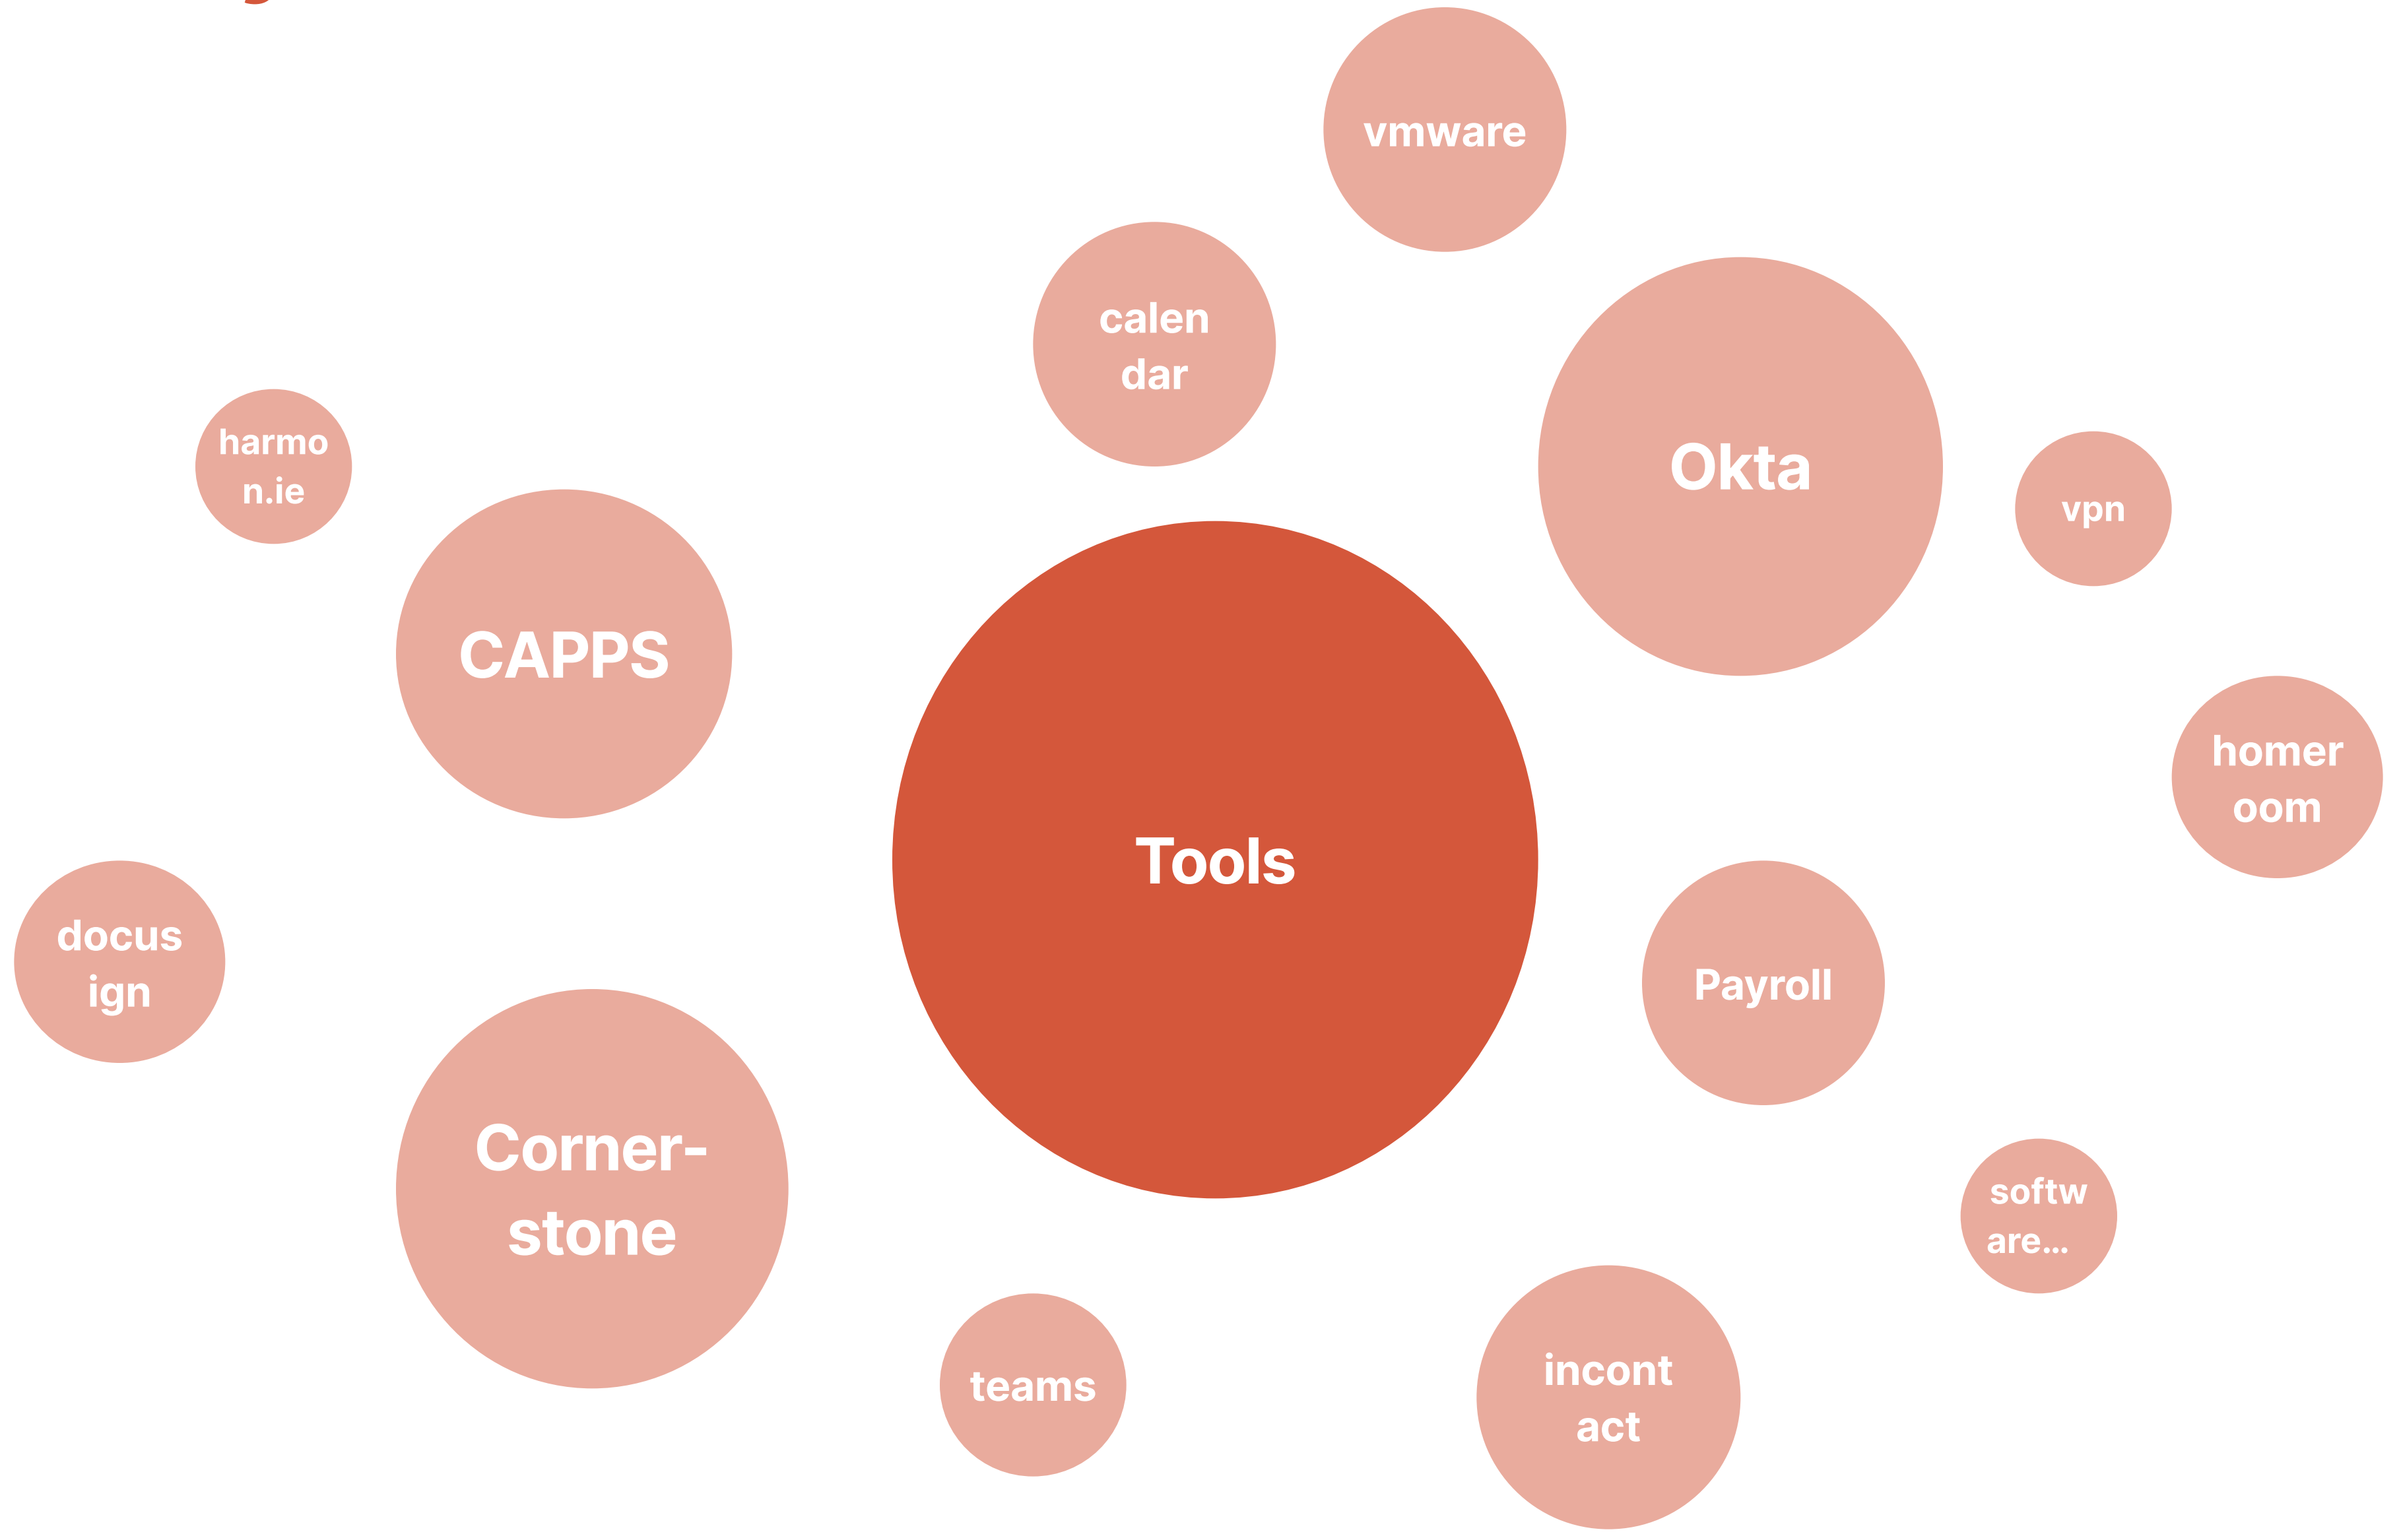 vmware
calen
dar
harmo
n.ie
Okta
vpn
CAPPS
homer
oom
Tools
docus
ign
Payroll
Corner-
stone
softw
are...
teams
incont
act